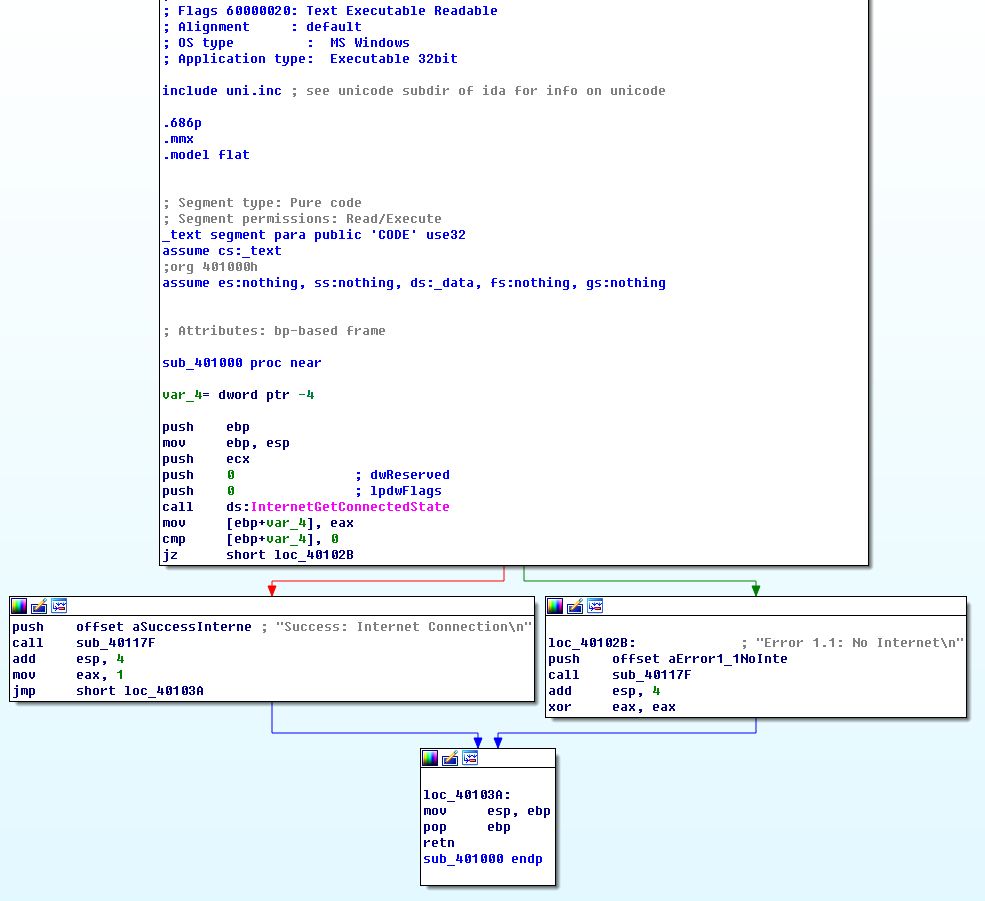 ; Flags 60000020: Text Executable Readable
; Alignment     : default
; OS type         :  MS Windows
; Application type:  Executable 32bit
include uni.inc ; see unicode subdir of ida for info on unicode
.686p
.mmx
.model flat
; Segment type: Pure code
; Segment permissions: Read/Execute
_text segment para public 'CODE' use32
assume cs:_text
;org 401000h
assume es:nothing, ss:nothing, ds:_data, fs:nothing, gs:nothing
; Attributes: bp-based frame
sub_401000 proc near
var_4= dword ptr -4
push    ebp
mov     ebp, esp
push    ecx
push    0               ; dwReserved
push    0               ; lpdwFlags
call    ds:InternetGetConnectedState
mov     [ebp+var_4], eax
cmp     [ebp+var_4], 0
jz      short loc_40102B
push    offset aSuccessInterne ; "Success: Internet Connection\n"
call    sub_40117F
add     esp, 4
mov     eax, 1
jmp     short loc_40103A
loc_40102B:             ; "Error 1.1: No Internet\n"
push    offset aError1_1NoInte
call    sub_40117F
add     esp, 4
xor     eax, eax
loc_40103A:
mov     esp, ebp
pop     ebp
retn
sub_401000 endp